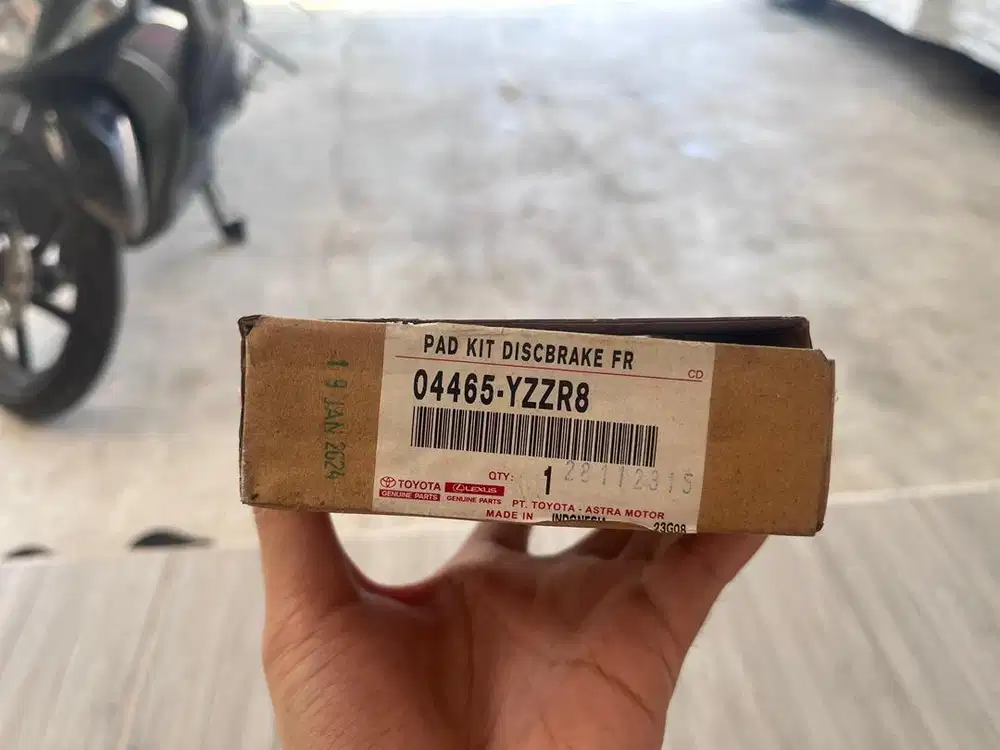 PAD KIT DISCBRAKE FR
CD
04465-YZZR8
19 JAN 2024
QTY: 1
28112315
TOYOTA
GENUINE PARTS
LEXUS
GENUINE PARTS
PT. TOYOTA - ASTRA MOTOR
MADE IN INDONESIA
23G08